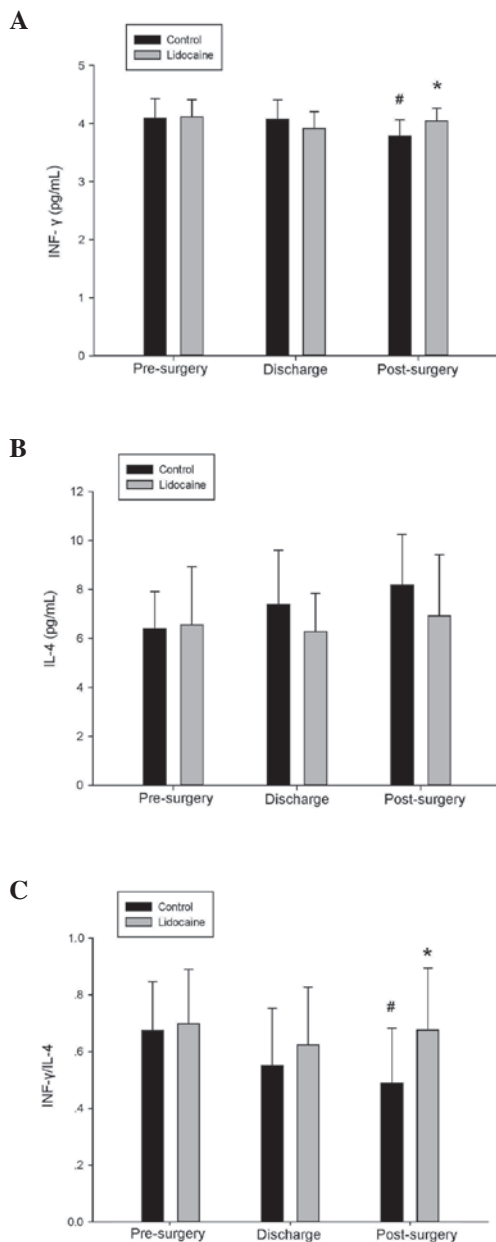 A
Control
Lidocaine
INF- γ (pg/mL)
5
4
3
2
1
0
#
*
Pre-surgery Discharge Post-surgery
B
Control
Lidocaine
IL-4 (pg/mL)
12
10
8
6
4
2
0
Pre-surgery Discharge Post-surgery
C
Control
Lidocaine
INF-γ/IL-4
1.0
.8
.6
.4
.2
0.0
#
*
Pre-surgery Discharge Post-surgery